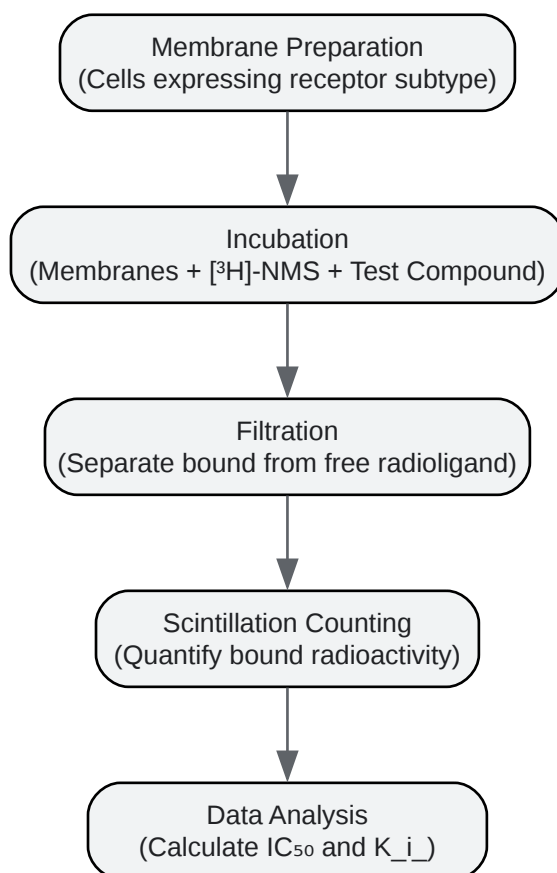 Membrane Preparation
(Cells expressing receptor subtype)
Incubation
(Membranes + [³H]-NMS + Test Compound)
Filtration
(Separate bound from free radioligand)
Scintillation Counting
(Quantify bound radioactivity)
Data Analysis
(Calculate IC₅₀ and K_i_)